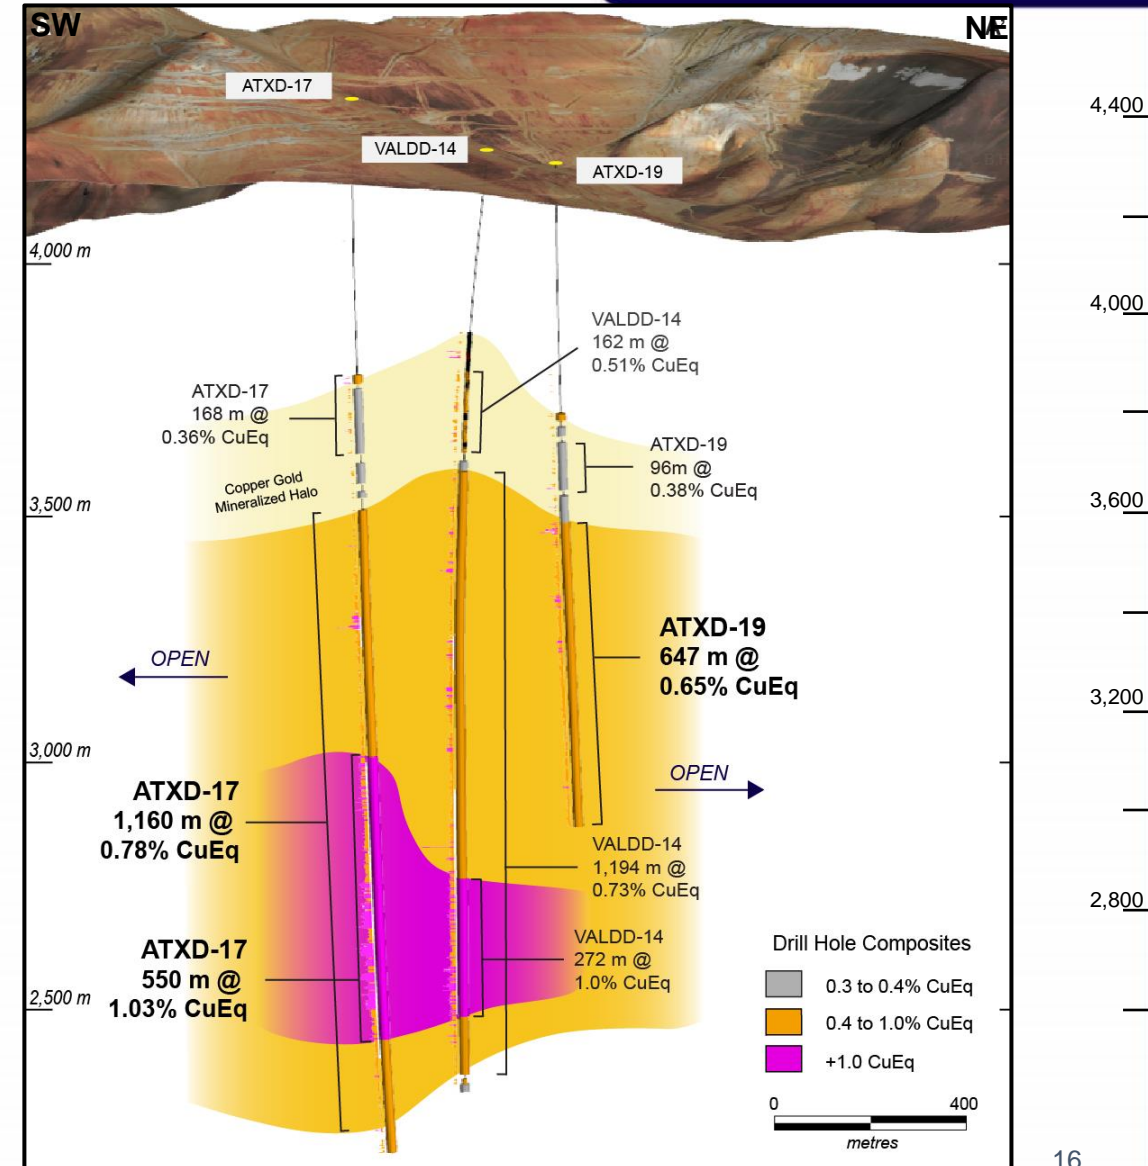 SW
NE
ATXD-17
VALDD-14
ATXD-19
4,400
4,000 m
4,000
VALDD-14
162 m @
0.51% CuEq
ATXD-17
168 m @
0.36% CuEq
ATXD-19
96m @
0.38% CuEq
Copper Gold
Mineralized Halo
3,500 m
3,600
ATXD-19
647 m @
0.65% CuEq
OPEN
3,200
3,000 m
OPEN
ATXD-17
1,160 m @
0.78% CuEq
VALDD-14
1,194 m @
0.73% CuEq
2,800
ATXD-17
550 m @
1.03% CuEq
VALDD-14
272 m @
1.0% CuEq
2,500 m
Drill Hole Composites
0.3 to 0.4% CuEq
0.4 to 1.0% CuEq
+1.0 CuEq
0 400
metres
16